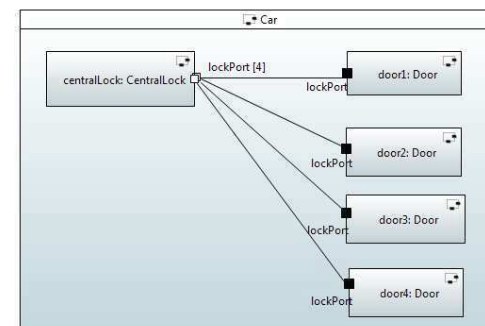 Car
lockPort [4]
centralLock: CentralLock
door1: Door
lockPort
door2: Door
lockPort
door3: Door
lockPort
door4: Door
lockPort